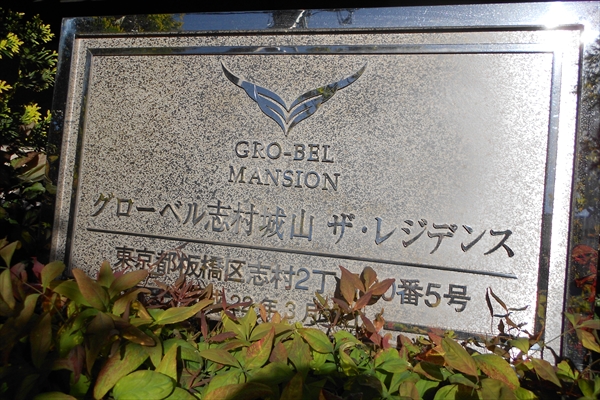 GRO-BEL
MANSION
グローベル志村城山 ザ・レジデンス
東京都板橋区志村2丁 0番5号
22年3月